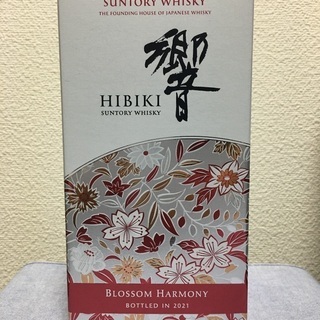 SUNTORY WHISKY
THE FOUNDING HOUSE OF JAPANESE WHISKY
響
HIBIKI
SUNTORY WHISKY
BLOSSOM HARMONY
BOTTLED IN 2021